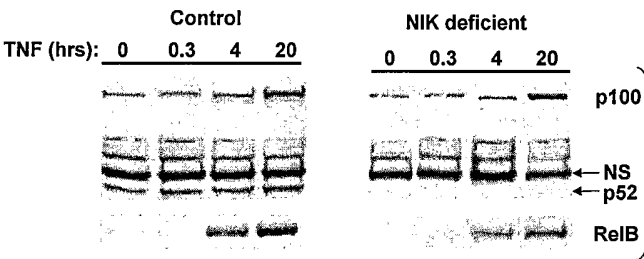 Control NIK deficient
TNF (hrs): 0 0.3 4 20 0 0.3 4 20
p100
NS
p52
RelB